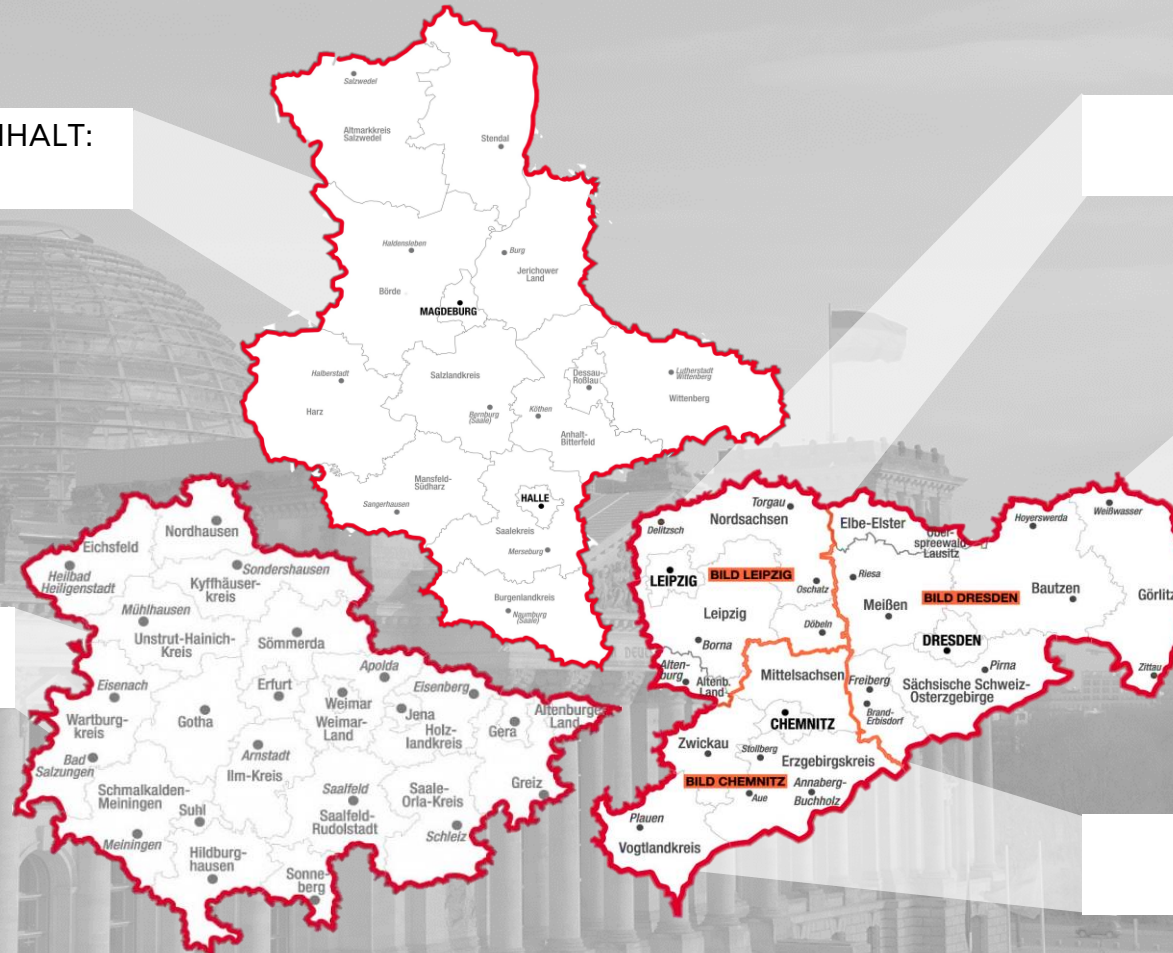 NHALT:
Salzwedel
Altmarkkreis
Salzwedel
Stendal
Haldensleben
Burg
Jerichower
Land
Börde
MAGDEBURG
Halberstadt
Salzlandkreis
Dessau-
Roßlau
Lutherstadt
Wittenberg
Wittenberg
Harz
Bernburg
(Saale)
Köthen
Anhalt-
Bitterfeld
Mansfeld-
Südharz
Sangerhausen
HALLE
Saalekreis
Merseburg
Burgenlandkreis
Naumburg
(Saale)
Nordhausen
Eichsfeld
Heilbad
Heiligenstadt
Sondershausen
Kyffhäuser-
kreis
Mühlhausen
Unstrut-Hainich-
Kreis
Sömmerda
Apolda
Eisenach
Erfurt
Weimar
Eisenberg
Wartburg-
kreis
Gotha
Weimar-
Land
Jena
Holz-
landkreis
Gera
Altenburger
Land
Bad
Salzungen
Arnstadt
Ilm-Kreis
Schmalkalden-
Meiningen
Suhl
Saalfeld
Saalfeld-
Rudolstadt
Saale-
Orla-Kreis
Greiz
Schleiz
Meiningen
Hildburg-
hausen
Sonne-
berg
Torgau
Nordsachsen
Delitzsch
LEIPZIG
BILD LEIPZIG
Oschatz
Leipzig
Döbeln
Borna
Alten-
burg
Altenb.
Land
Elbe-Elster
Ober-
spreewald-
Lausitz
Hoyerswerda
Weißwasser
Riesa
Meißen
BILD DRESDEN
Bautzen
Görlitz
DRESDEN
Pirna
Sächsische Schweiz-
Osterzgebirge
Zittau
Mittelsachsen
Freiberg
Brand-
Erbisdorf
CHEMNITZ
Zwickau
Stollberg
Erzgebirgskreis
BILD CHEMNITZ
Annaberg-
Buchholz
Aue
Plauen
Vogtlandkreis